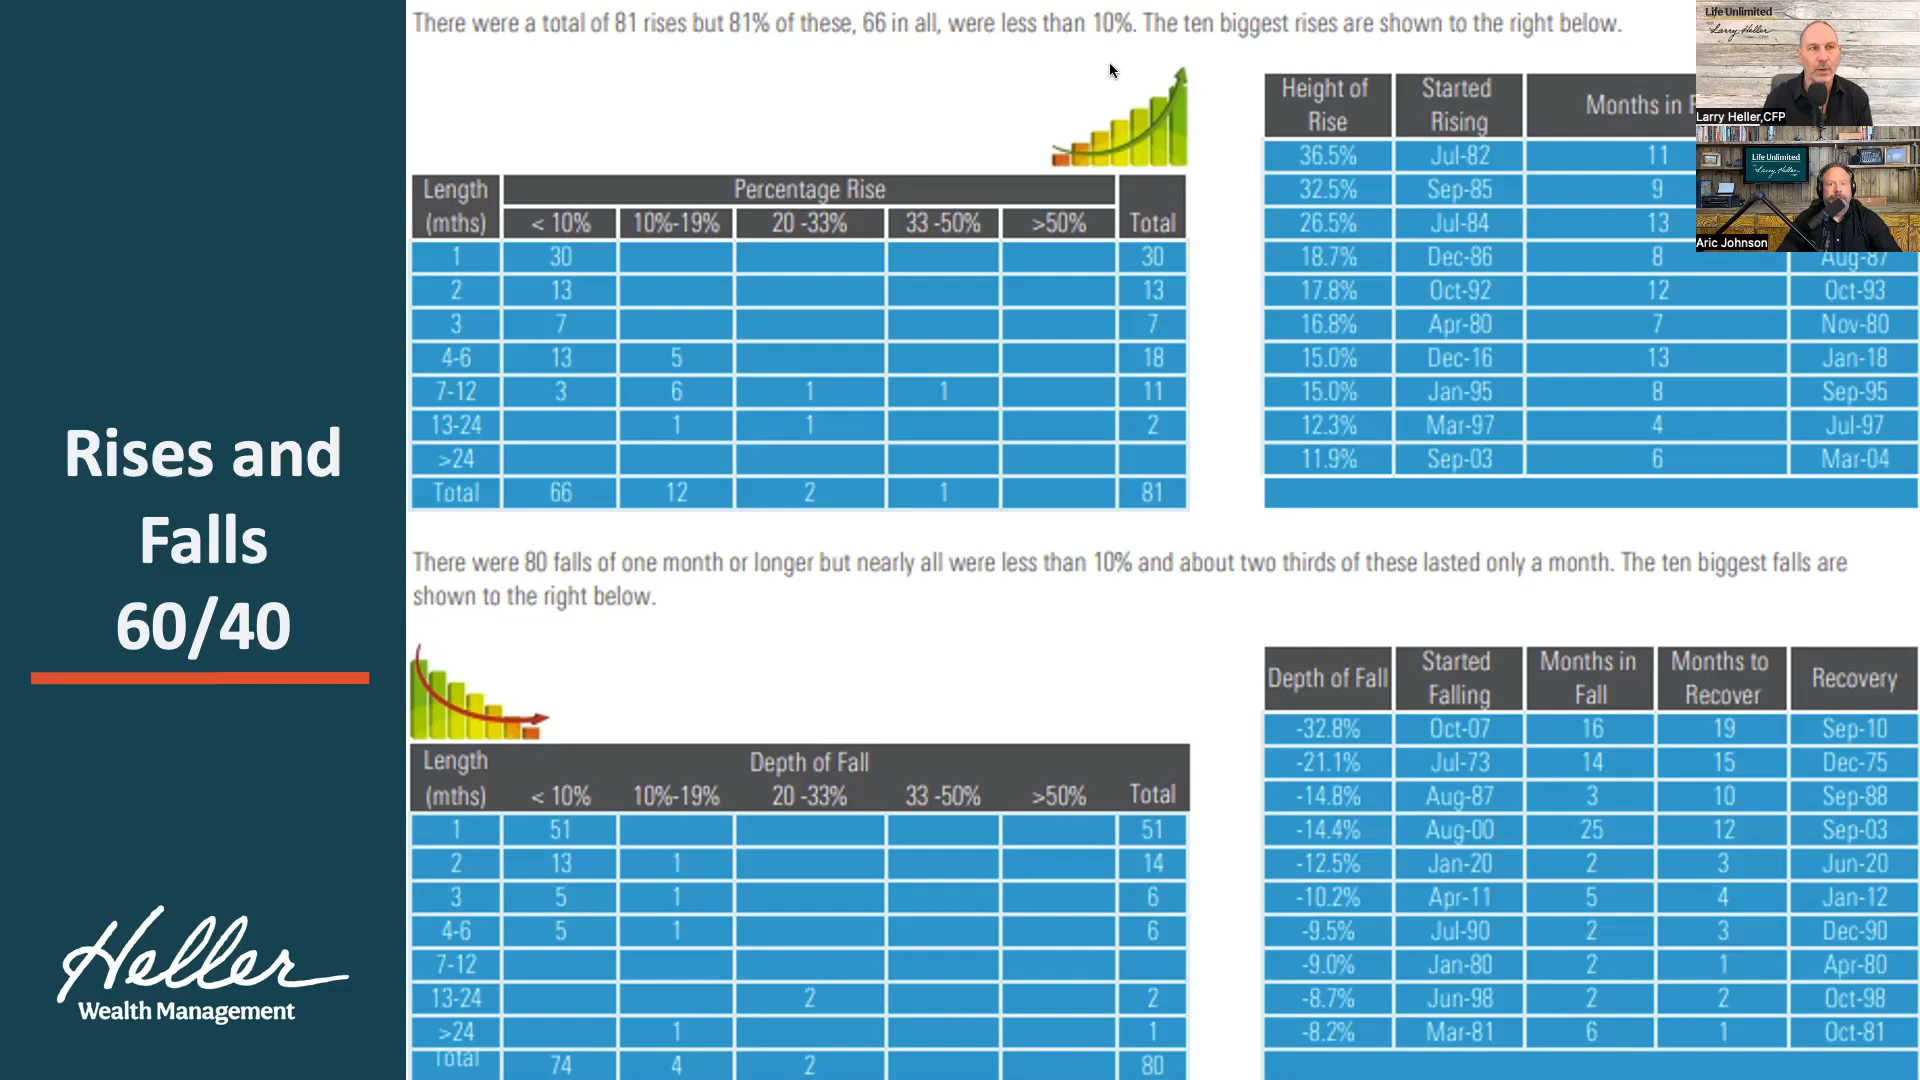 There were a total of 81 rises but 81% of these, 66 in all, were less than 10%. The ten biggest rises are shown to the right below.
Life Unlimited
Larry Heller
Larry Heller,CFP
Life Unlimited
Larry Heller
Aric Johnson
Rises and
Falls
60/40
Heller
Wealth Management
Length (mths) Percentage Rise Total
< 10% 10%-19% 20 -33% 33 -50% >50%
1 30 30
2 13 13
3 7 7
4-6 13 5 18
7-12 3 6 1 1 11
13-24 1 1 2
>24
Total 66 12 2 1 81
Height of Rise Started Rising Months in
36.5% Jul-82 11
32.5% Sep-85 9
26.5% Jul-84 13
18.7% Dec-86 8 Aug-87
17.8% Oct-92 12 Oct-93
16.8% Apr-80 7 Nov-80
15.0% Dec-16 13 Jan-18
15.0% Jan-95 8 Sep-95
12.3% Mar-97 4 Jul-97
11.9% Sep-03 6 Mar-04
There were 80 falls of one month or longer but nearly all were less than 10% and about two thirds of these lasted only a month. The ten biggest falls are
shown to the right below.
Length (mths) Depth of Fall Total
< 10% 10%-19% 20 -33% 33 -50% >50%
1 51 51
2 13 1 14
3 5 1 6
4-6 5 1 6
7-12
13-24 2 2
>24 1 1
Total 74 4 2 80
Depth of Fall Started Falling Months in Fall Months to Recover Recovery
-32.8% Oct-07 16 19 Sep-10
-21.1% Jul-73 14 15 Dec-75
-14.8% Aug-87 3 10 Sep-88
-14.4% Aug-00 25 12 Sep-03
-12.5% Jan-20 2 3 Jun-20
-10.2% Apr-11 5 4 Jan-12
-9.5% Jul-90 2 3 Dec-90
-9.0% Jan-80 2 1 Apr-80
-8.7% Jun-98 2 2 Oct-98
-8.2% Mar-81 6 1 Oct-81